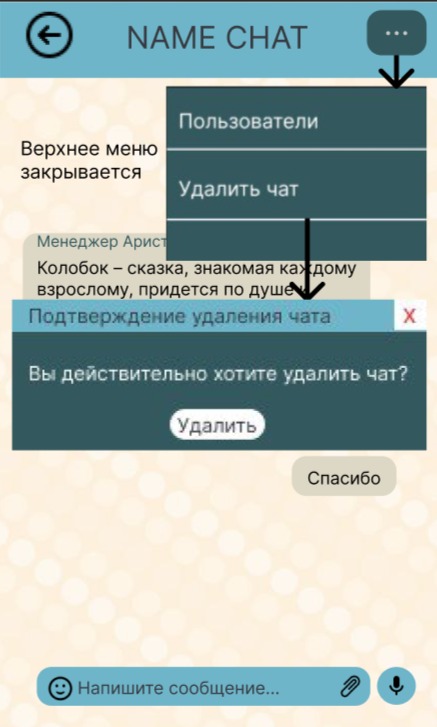 NAME CHAT
...
Пользователи
Верхнее меню
закрывается
Удалить чат
Менеджер Арист
Колобок – сказка, знакомая каждому
взрослому, придется по душе
Подтверждение удаления чата
X
Вы действительно хотите удалить чат?
Удалить
Спасибо
Напишите сообщение...